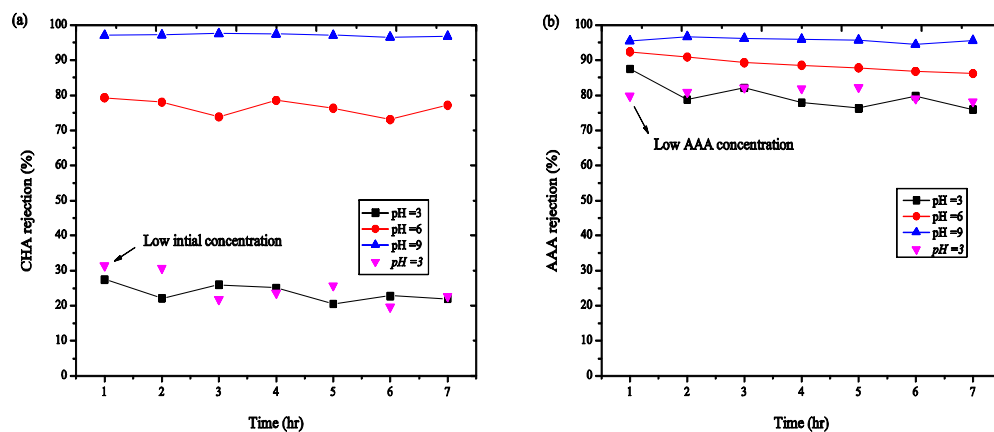 (a)
100
90
80
70
60
50
40
30
20
10
0
CHA rejection (%)
Low intial concentration
pH =3
pH =6
pH =9
pH =3
1 2 3 4 5 6 7
Time (hr)
(b)
100
90
80
70
60
50
40
30
20
10
0
AAA rejection (%)
Low AAA concentration
pH =3
pH =6
pH =9
pH =3
1 2 3 4 5 6 7
Time (hr)